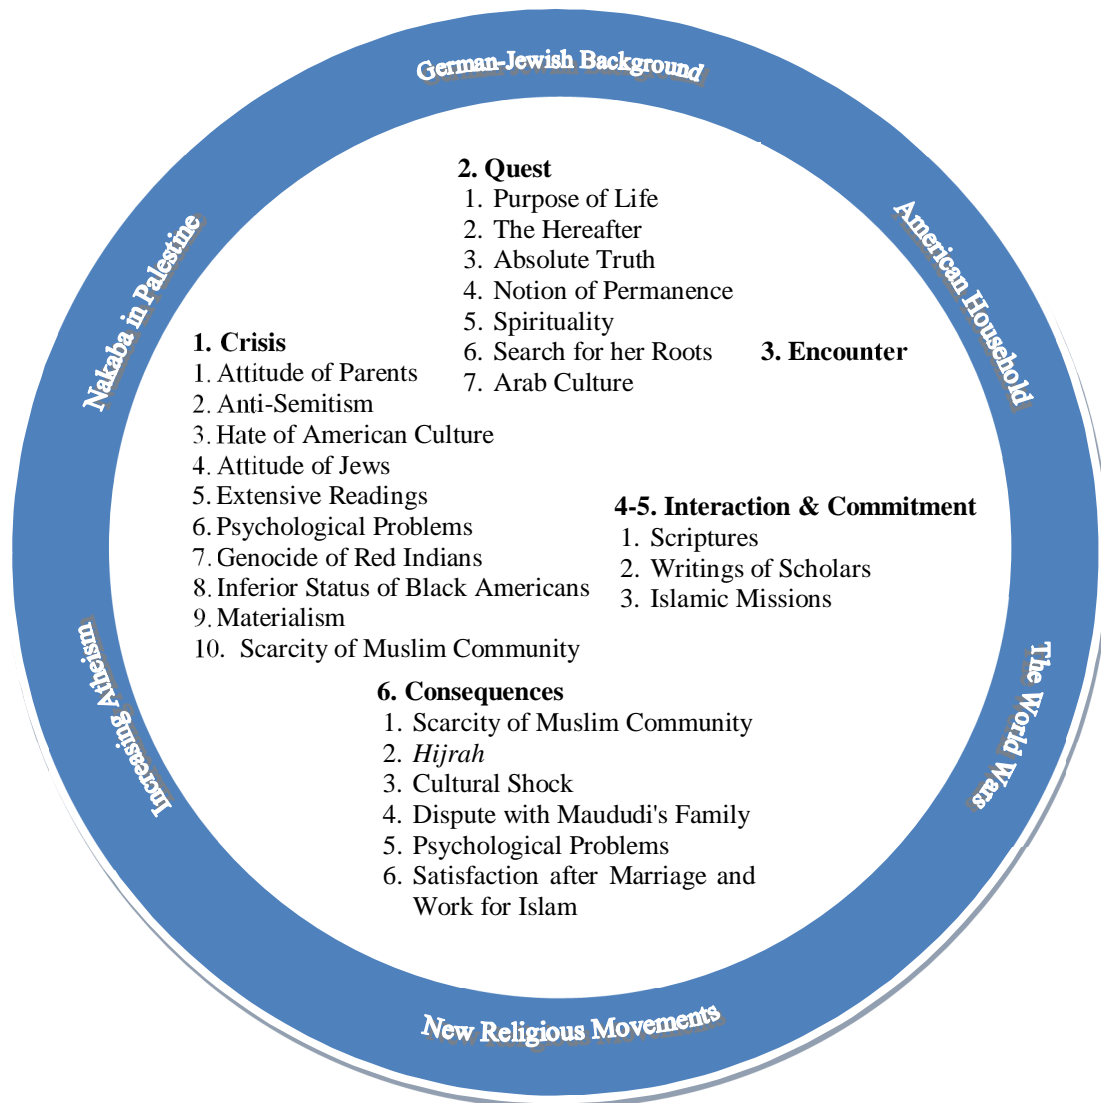 German-Jewish Background
American Household
The World Wars
New Religious Movements
Increasing Atheism
Nakaba in Palestine
1. Crisis
1. Attitude of Parents
2. Anti-Semitism
3. Hate of American Culture
4. Attitude of Jews
5. Extensive Readings
6. Psychological Problems
7. Genocide of Red Indians
8. Inferior Status of Black Americans
9. Materialism
10. Scarcity of Muslim Community
2. Quest
1. Purpose of Life
2. The Hereafter
3. Absolute Truth
4. Notion of Permanence
5. Spirituality
6. Search for her Roots
7. Arab Culture
3. Encounter
4-5. Interaction & Commitment
1. Scriptures
2. Writings of Scholars
3. Islamic Missions
6. Consequences
1. Scarcity of Muslim Community
2. Hijrah
3. Cultural Shock
4. Dispute with Maududi's Family
5. Psychological Problems
6. Satisfaction after Marriage and
Work for Islam